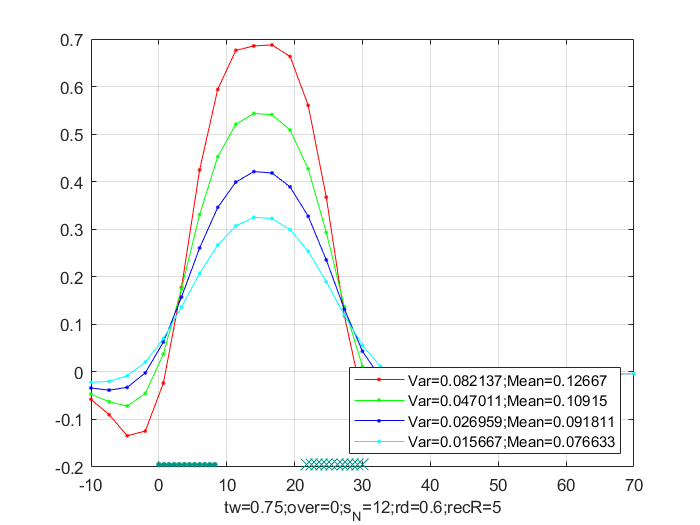 0.7
0.6
0.5
0.4
0.3
0.2
0.1
0
-0.1
-0.2
Var=0.082137;Mean=0.12667
Var=0.047011;Mean=0.10915
Var=0.026959;Mean=0.091811
Var=0.015667;Mean=0.076633
-10 0 10 20 30 40 50 60 70
tw=0.75;over=0;s_N=12;rd=0.6;recR=5